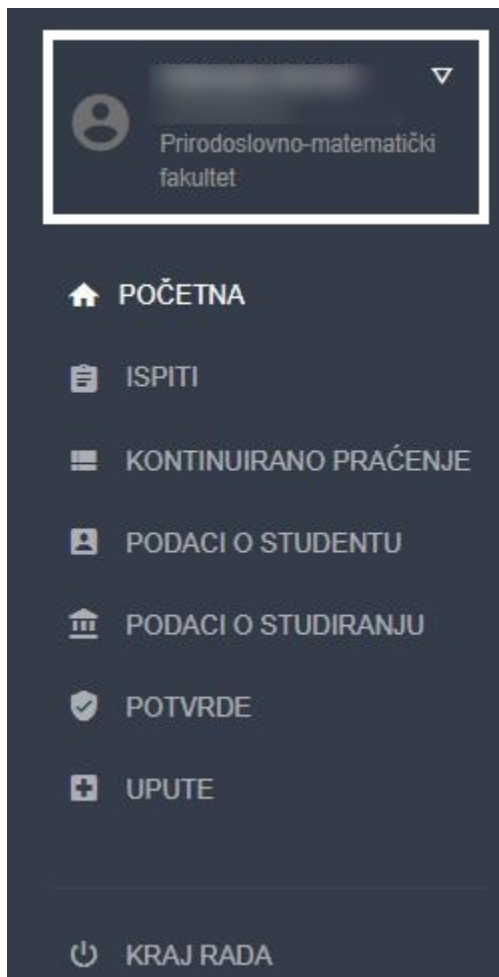 Prirodoslovno-matematički
fakultet
POČETNA
ISPITI
KONTINUIRANO PRAĆENJE
PODACI O STUDENTU
PODACI O STUDIRANJU
POTVRDE
UPUTE
KRAJ RADA